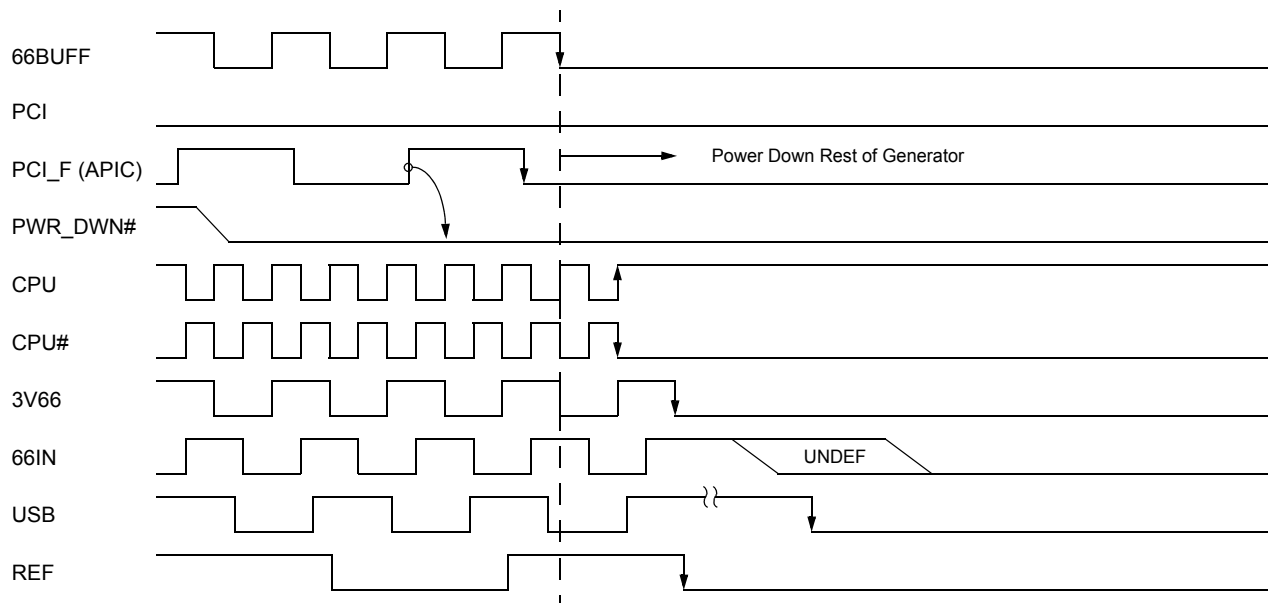 66BUFF
PCI
PCI_F (APIC)
Power Down Rest of Generator
PWR_DWN#
CPU
CPU#
3V66
66IN
UNDEF
USB
REF